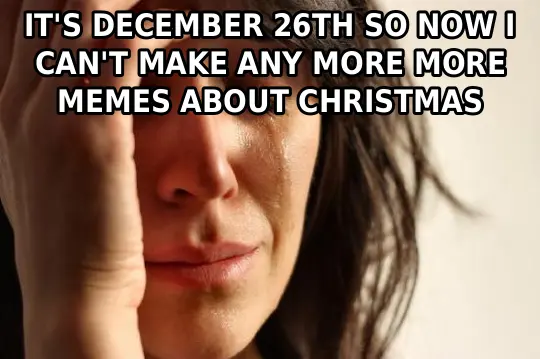 IT'S DECEMBER 26TH SO NOW I
CAN'T MAKE ANY MORE MORE
MEMES ABOUT CHRISTMAS